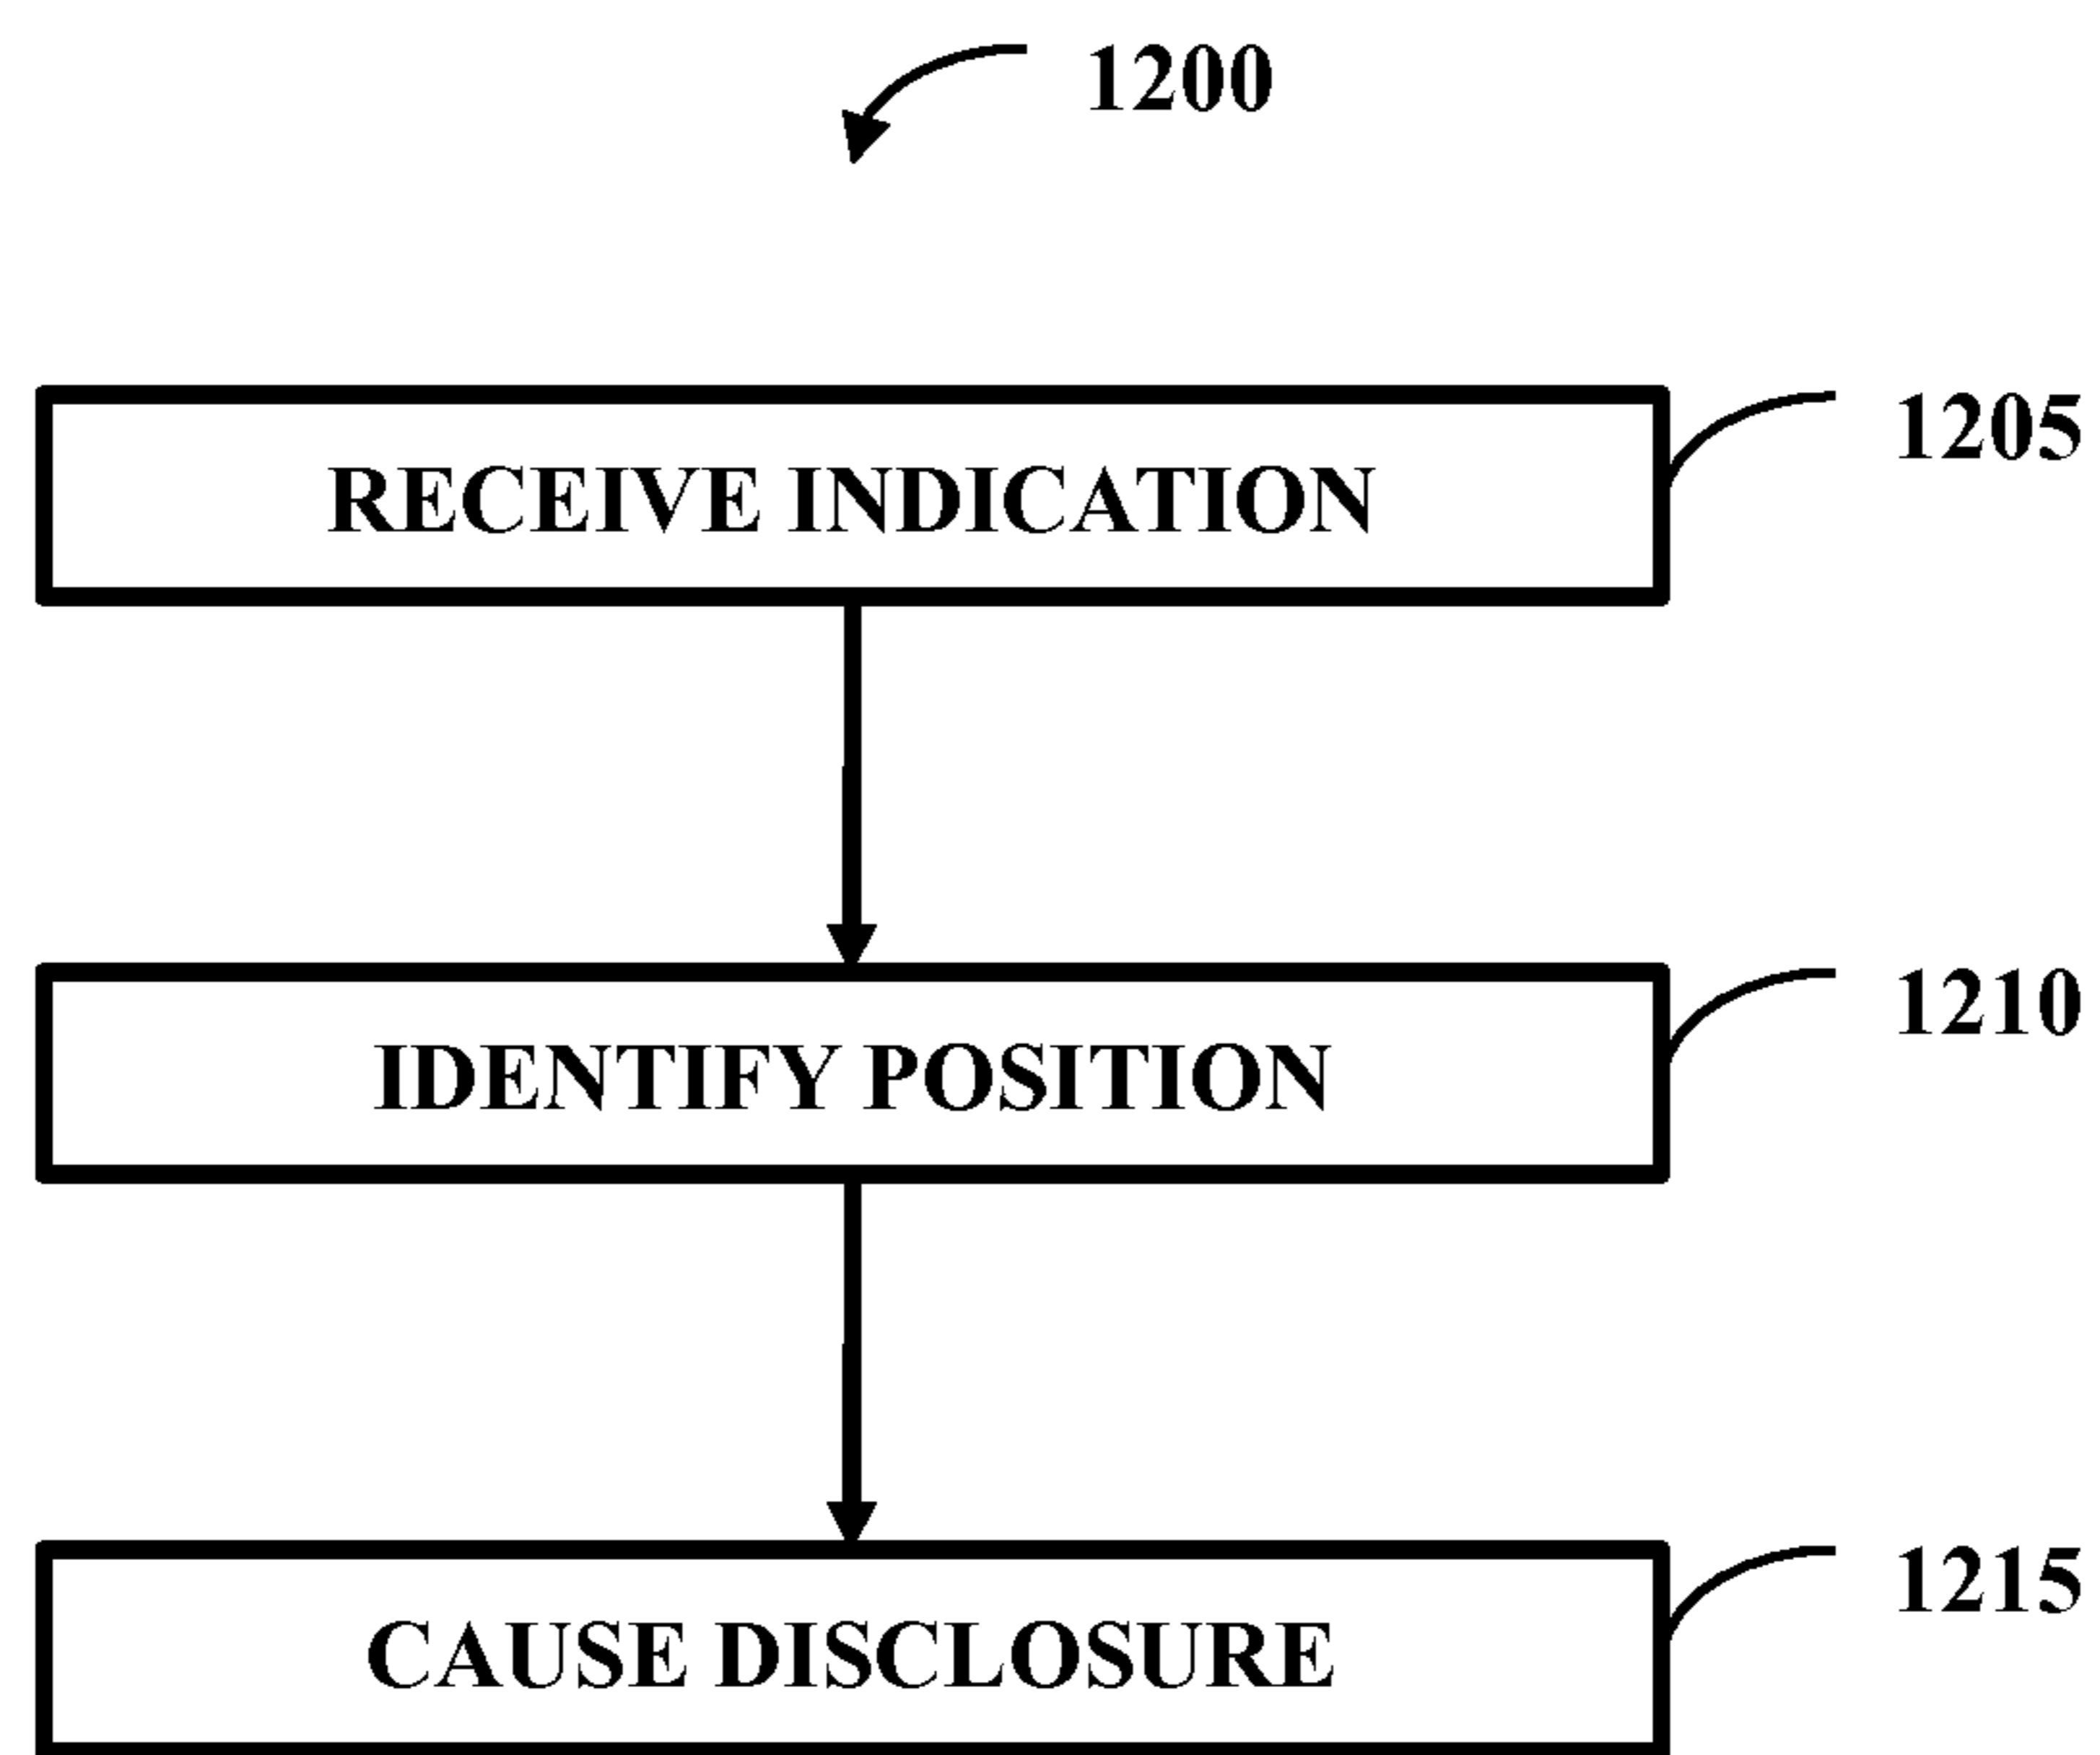 1200
RECEIVE INDICATION
1205
IDENTIFY POSITION
1210
CAUSE DISCLOSURE
1215